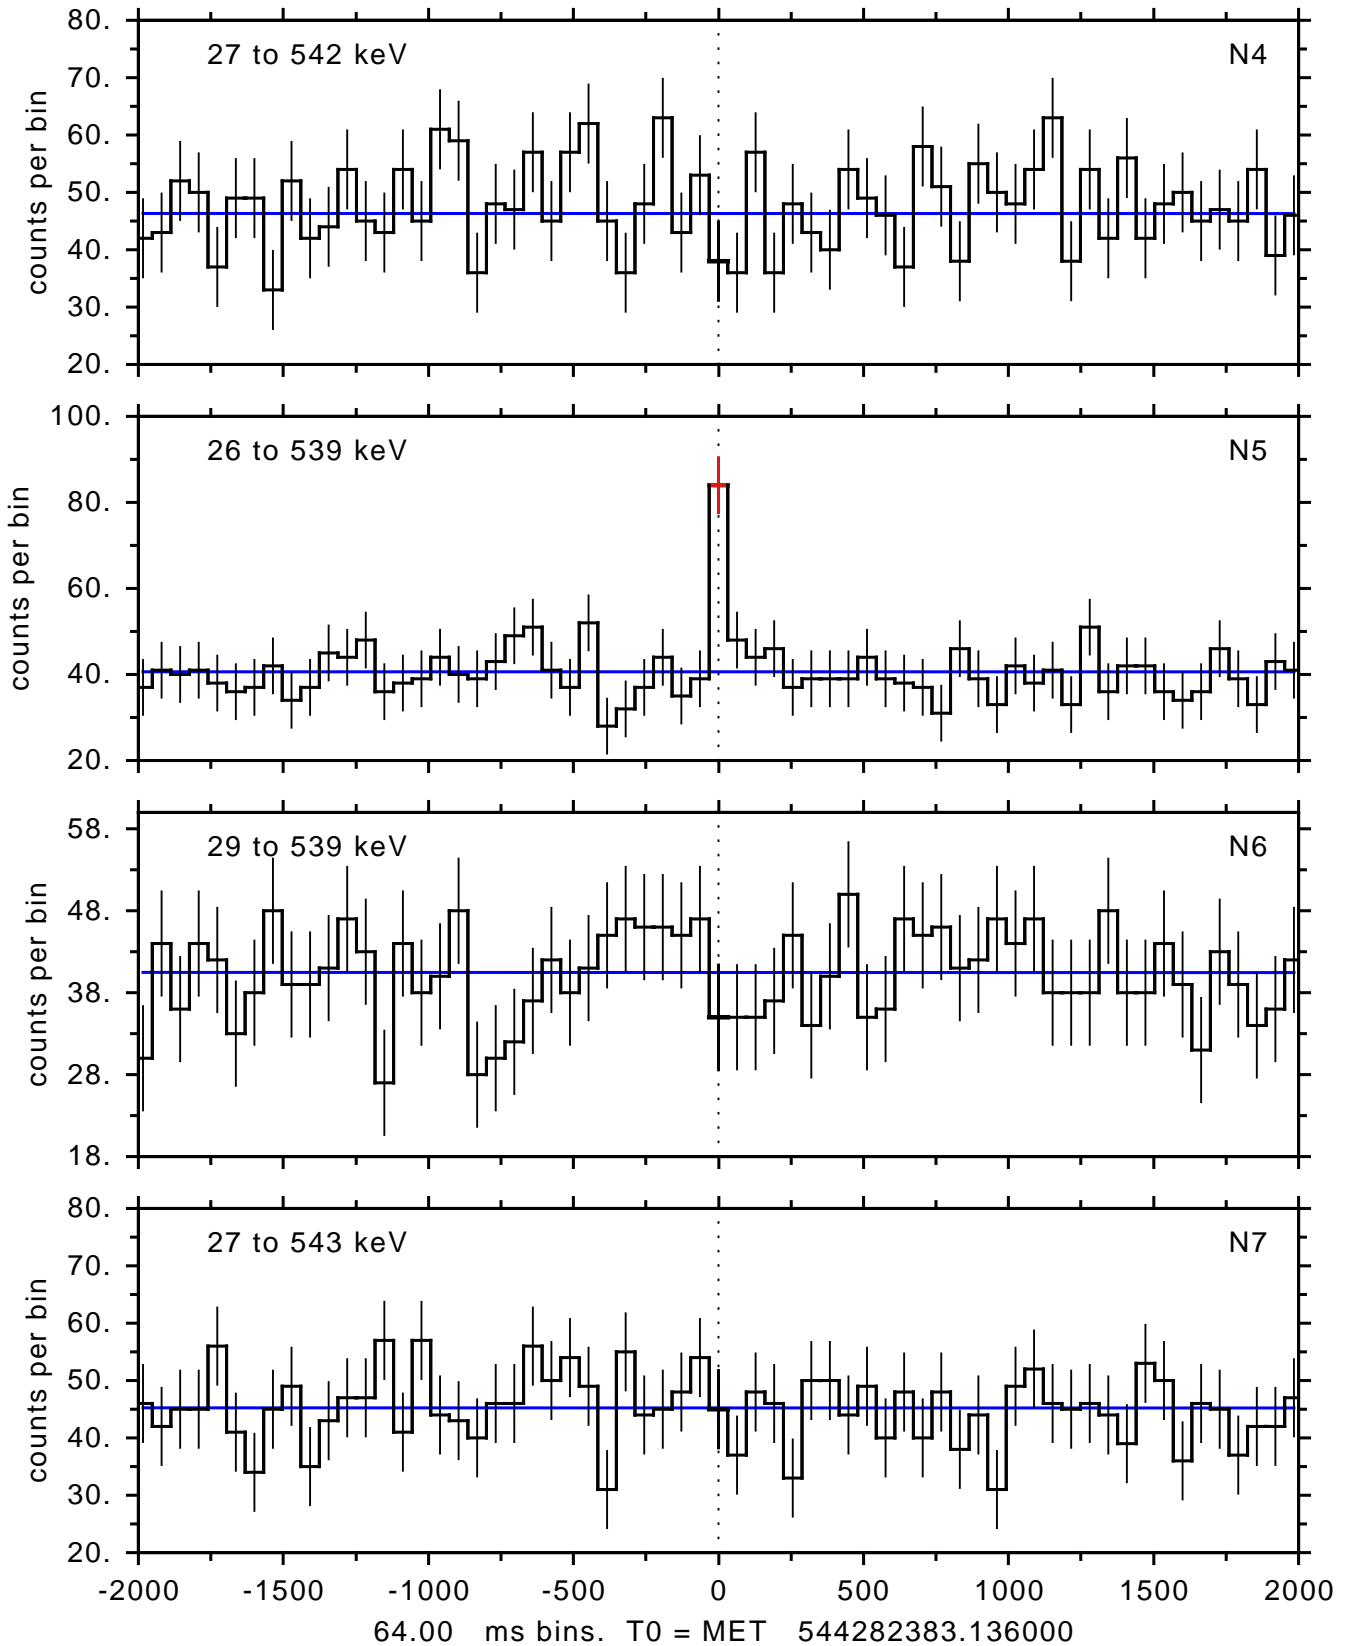 80.
27 to 542 keV N4
70.
60.
50.
40.
30.
20.
counts per bin
100.
26 to 539 keV N5
80.
60.
40.
20.
counts per bin
58.
29 to 539 keV N6
48.
38.
28.
18.
counts per bin
80.
27 to 543 keV N7
70.
60.
50.
40.
30.
20.
counts per bin
-2000 -1500 -1000 -500 0 500 1000 1500 2000
64.00 ms bins. T0 = MET 544282383.136000